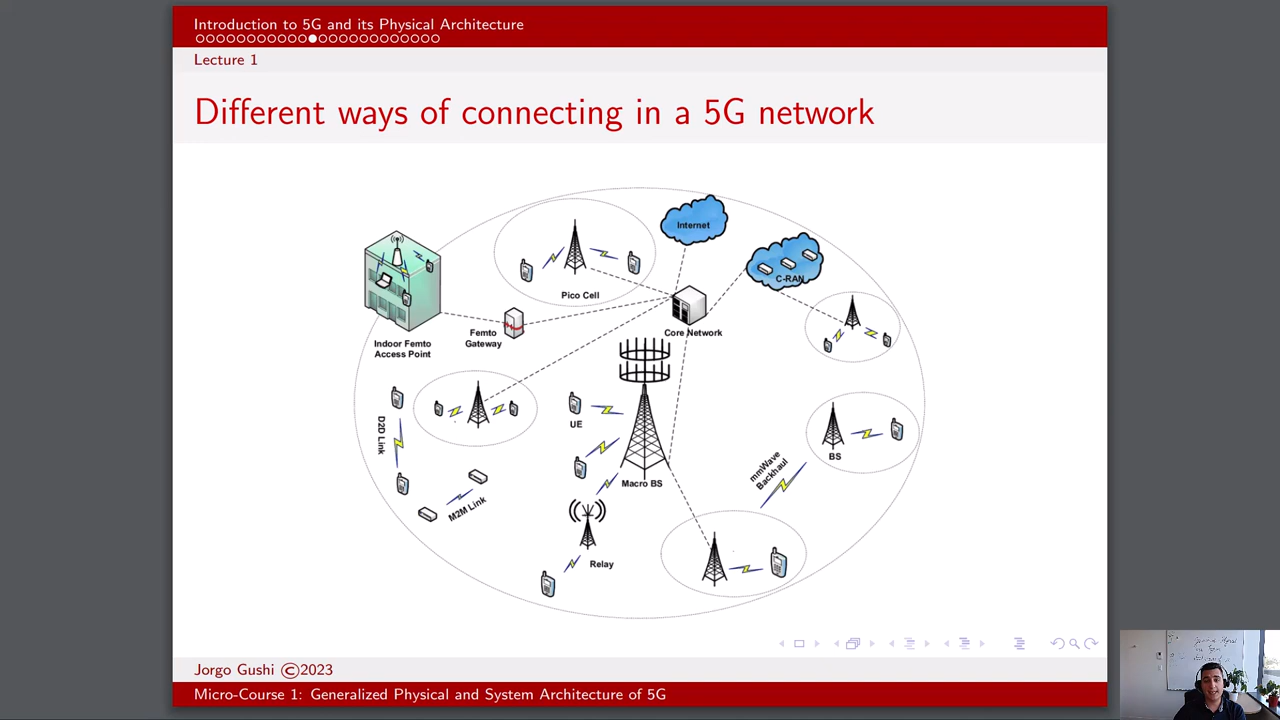 Introduction to 5G and its Physical Architecture
Lecture 1
Different ways of connecting in a 5G network
Internet
C-RAN
Pico Cell
Core Network
Femto
Gateway
Indoor Femto
Access Point
D2D Link
UE
BS
mmWave
Backhaul
Macro BS
M2M Link
Relay
Jorgo Gushi ©2023
Micro-Course 1: Generalized Physical and System Architecture of 5G